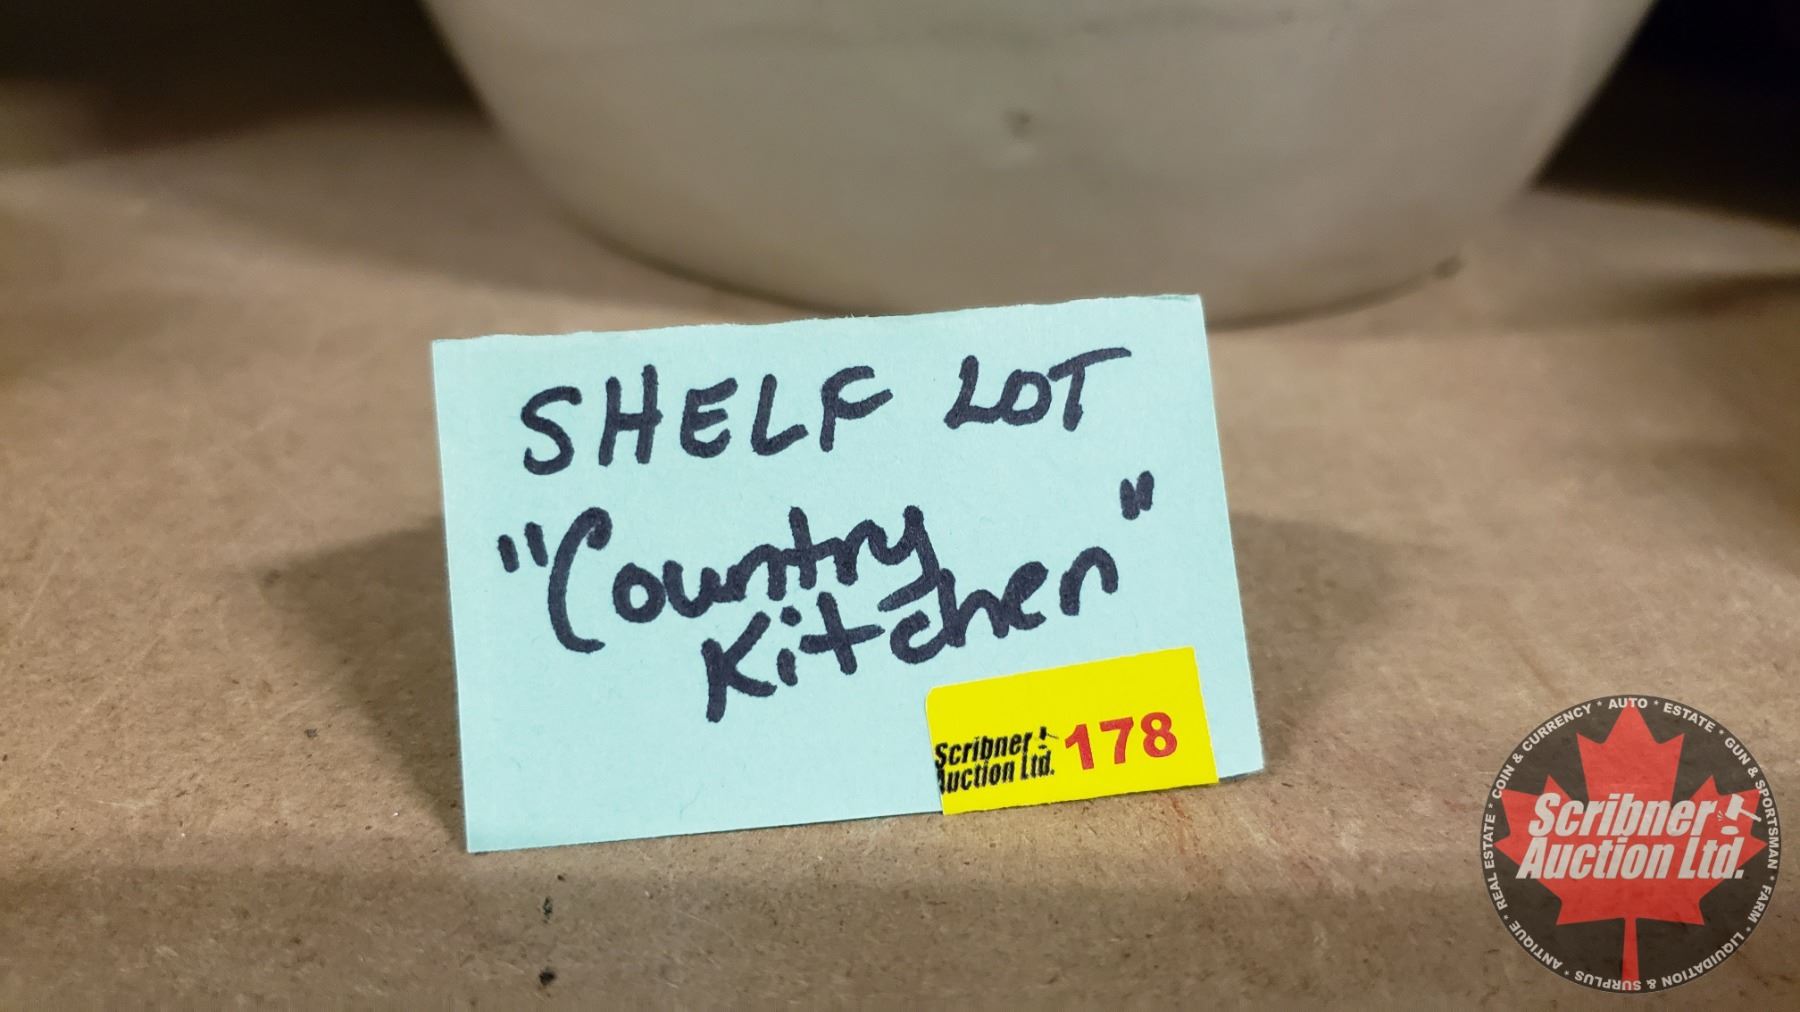 SHELF LOT
"Country
Kitchen"
Scribner
Auction Ltd.
178
Scribner
Auction Ltd.
REAL ESTATE * COIN & CURRENCY * AUTO * ESTATE * GUN & SPORTSMAN * FARM * LIQUIDATION & SURPLUS * ANTIQUE *